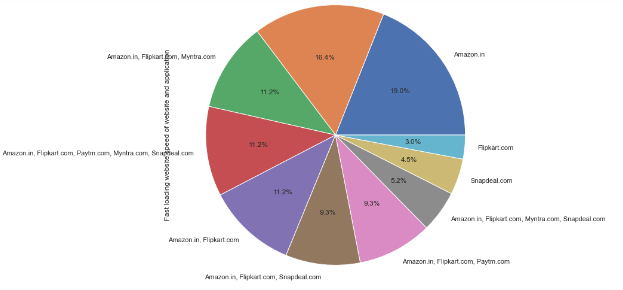 16.4%
Amazon.in
19.0%
Amazon.in, Flipkart.com, Myntra.com
11.2%
Fast loading website speed of website and application
Flipkart.com
3.0%
Amazon.in, Flipkart.com, Paytm.com, Myntra.com, Snapdeal.com
11.2%
4.5%
Snapdeal.com
5.2%
11.2%
9.3%
9.3%
Amazon.in, Flipkart.com, Myntra.com, Snapdeal.com
Amazon.in, Flipkart.com
Amazon.in, Flipkart.com, Paytm.com
Amazon.in, Flipkart.com, Snapdeal.com